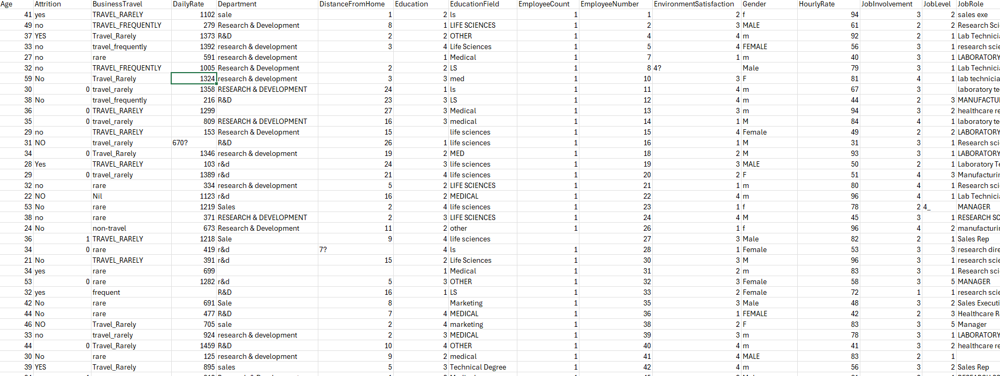 Age Attrition BusinessTravel DailyRate Department DistanceFromHome Education EducationField EmployeeCount EmployeeNumber EnvironmentSatisfaction Gender HourlyRate JobInvolvement JobLevel JobRole
41 yes TRAVEL_RARELY 1102 sale 1 2 ls 1 1 2 f 94 3 2 sales exe
49 no TRAVEL_FREQUENTLY 279 Research & Development 8 1 LIFE SCIENCES 1 2 3 MALE 61 2 2 Research Sci
37 YES Travel_Rarely 1373 R&D 2 2 OTHER 1 4 4 m 92 2 1 Lab Technicia
33 no travel_frequently 1392 research & development 3 4 Life Sciences 1 5 4 FEMALE 56 3 1 research scie
27 no rare 591 research & development 1 Medical 1 7 1 m 40 3 1 LABORATORY
32 no TRAVEL_FREQUENTLY 1005 Research & Development 2 2 LS 1 8 4? Male 79 3 1 Lab Technicia
59 No Travel_Rarely 1324 research & development 3 3 med 1 10 3 F 81 4 1 lab technicia
30 0 travel_rarely 1358 RESEARCH & DEVELOPMENT 24 1 ls 1 11 4 m 67 3 laboratory te
38 No travel_frequently 216 R&D 23 3 LS 1 12 4 m 44 2 3 MANUFACTU
36 0 TRAVEL_RARELY 1299 27 3 Medical 1 13 3 m 94 3 2 healthcare re
35 0 travel_rarely 809 RESEARCH & DEVELOPMENT 16 3 medical 1 14 1 M 84 4 1 laboratory te
29 no TRAVEL_RARELY 153 Research & Development 15 life sciences 1 15 4 Female 49 2 2 LABORATORY
31 NO travel_rarely 670? R&D 26 1 life sciences 1 16 1 M 31 3 1 Research sci
34 0 Travel_Rarely 1346 research & development 19 2 MED 1 18 2 M 93 3 1 LABORATORY
28 Yes TRAVEL_RARELY 103 r&d 24 3 life sciences 1 19 3 MALE 50 2 1 Laboratory Te
29 0 travel_rarely 1389 r&d 21 4 life sciences 1 20 2 F 51 4 3 Manufacturin
32 no rare 334 research & development 5 2 LIFE SCIENCES 1 21 1 m 80 4 1 Research sci
22 NO Nil 1123 r&d 16 2 MEDICAL 1 22 4 m 96 4 1 Lab Technicia
53 No rare 1219 Sales 2 4 life sciences 1 23 1 f 78 2 4_ MANAGER
38 no rare 371 RESEARCH & DEVELOPMENT 2 3 LIFE SCIENCES 1 24 4 M 45 3 1 RESEARCH SC
24 No non-travel 673 Research & Development 11 2 other 1 26 1 f 96 4 2 manufacturin
36 1 TRAVEL_RARELY 1218 Sale 9 4 life sciences 27 3 Male 82 2 1 Sales Rep
34 0 rare 419 r&d 7? 4 ls 1 28 1 Female 53 3 3 research dire
21 No TRAVEL_RARELY 391 r&d 15 2 Life Sciences 1 30 3 M 96 3 1 research scie
34 yes rare 699 1 Medical 1 31 2 m 83 3 1 Research sci
53 0 rare 1282 r&d 5 3 OTHER 1 32 3 Female 58 3 5 MANAGER
32 yes frequent R&D 16 1 LS 1 33 2 Female 72 1 1 research scie
42 No rare 691 Sale 8 Marketing 1 35 3 Male 48 3 2 Sales Executi
44 No rare 477 R&D 7 4 MEDICAL 1 36 1 FEMALE 42 2 3 Healthcare R
46 NO Travel_Rarely 705 sale 2 4 marketing 1 38 2 F 83 3 5 Manager
33 no travel_rarely 924 research & development 2 3 MEDICAL 1 39 3 m 78 3 1 LABORATORY
44 0 Travel_Rarely 1459 R&D 10 4 OTHER 1 40 4 m 41 3 2 healthcare re
30 No rare 125 research & development 9 2 medical 1 41 4 MALE 83 2 1
39 YES Travel_Rarely 895 sales 5 3 Technical Degree 1 42 4 m 56 3 2 Sales Rep